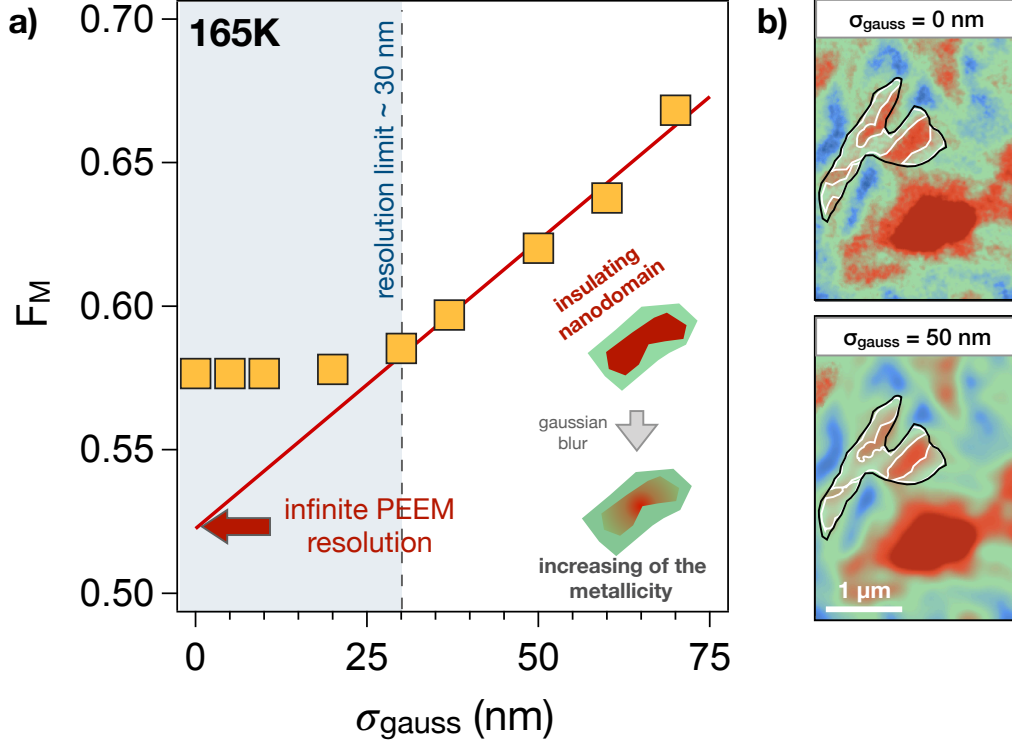 a)
165K
resolution limit ~ 30 nm
0.70
0.65
0.60
0.55
0.50
F_M
insulating
nanodomain
gaussian
blur
increasing of the
metallicity
infinite PEEM
resolution
0
25
50
75
σ_gauss (nm)
b)
σ_gauss = 0 nm
σ_gauss = 50 nm
1 µm